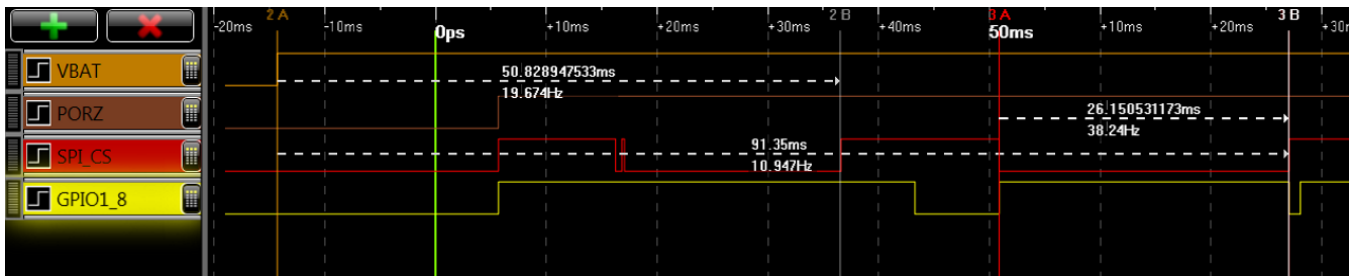 2 A 2 B 3 A 3 B
-20ms -10ms 0ps +10ms +20ms +30ms +40ms 50ms +10ms +20ms +30m
VBAT
50.828947533ms
19.674Hz
PORZ
26.150531173ms
38.24Hz
SPI_CS
91.35ms
10.947Hz
GPIO1_8